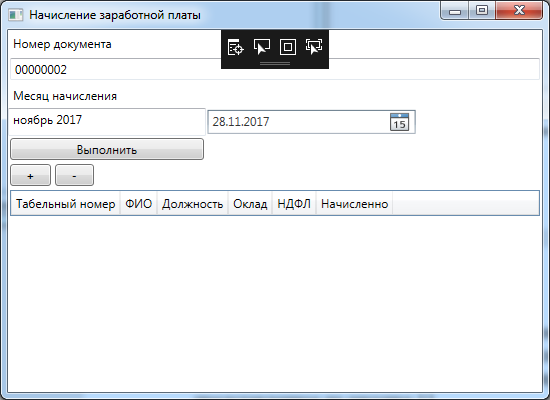 Начисление заработной платы
Номер документа
00000002
Месяц начисления
ноябрь 2017 28.11.2017 15
Выполнить
+ -
Табельный номер ФИО Должность Оклад НДФЛ Начисленно